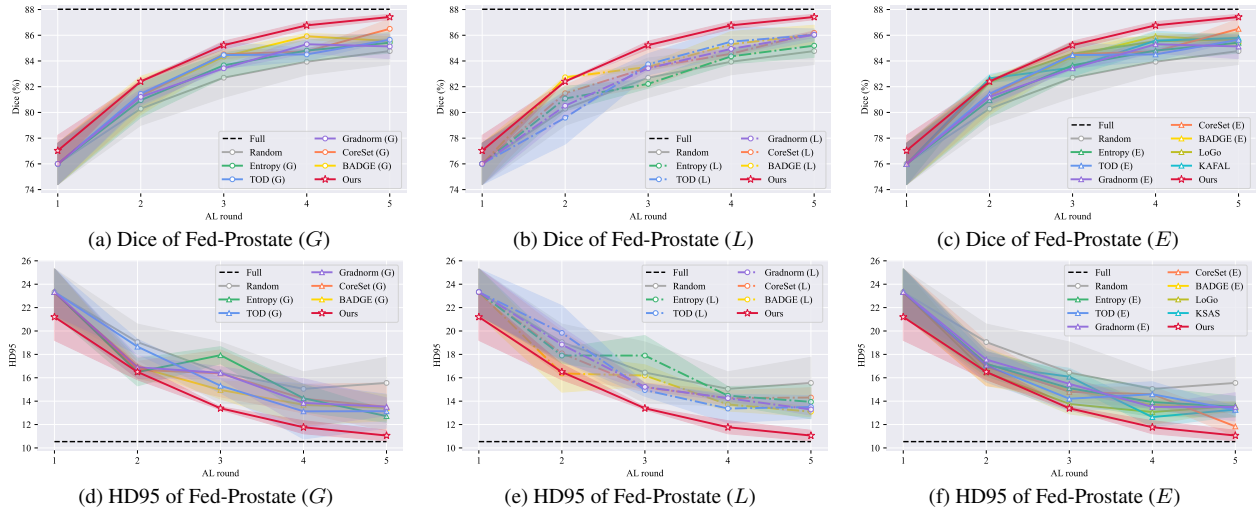 88
86
84
82
80
78
76
74
Dice (%)
Full
Random
Entropy (G)
TOD (G)
Gradnorm (G)
CoreSet (G)
BADGE (G)
Ours
1 2 3 4 5
AL round
(a) Dice of Fed-Prostate (G)
88
86
84
82
80
78
76
74
Dice (%)
Full
Random
Entropy (L)
TOD (L)
Gradnorm (L)
CoreSet (L)
BADGE (L)
Ours
1 2 3 4 5
AL round
(b) Dice of Fed-Prostate (L)
88
86
84
82
80
78
76
74
Dice (%)
Full
Random
Entropy (E)
TOD (E)
Gradnorm (E)
CoreSet (E)
BADGE (E)
LoGo
KAFAL
Ours
1 2 3 4 5
AL round
(c) Dice of Fed-Prostate (E)
26
24
22
20
18
16
14
12
10
HD95
Full
Random
Entropy (G)
TOD (G)
Gradnorm (G)
CoreSet (G)
BADGE (G)
Ours
1 2 3 4 5
AL round
(d) HD95 of Fed-Prostate (G)
26
24
22
20
18
16
14
12
10
HD95
Full
Random
Entropy (L)
TOD (L)
Gradnorm (L)
CoreSet (L)
BADGE (L)
Ours
1 2 3 4 5
AL round
(e) HD95 of Fed-Prostate (L)
26
24
22
20
18
16
14
12
10
HD95
Full
Random
Entropy (E)
TOD (E)
Gradnorm (E)
CoreSet (E)
BADGE (E)
LoGo
KSAS
Ours
1 2 3 4 5
AL round
(f) HD95 of Fed-Prostate (E)